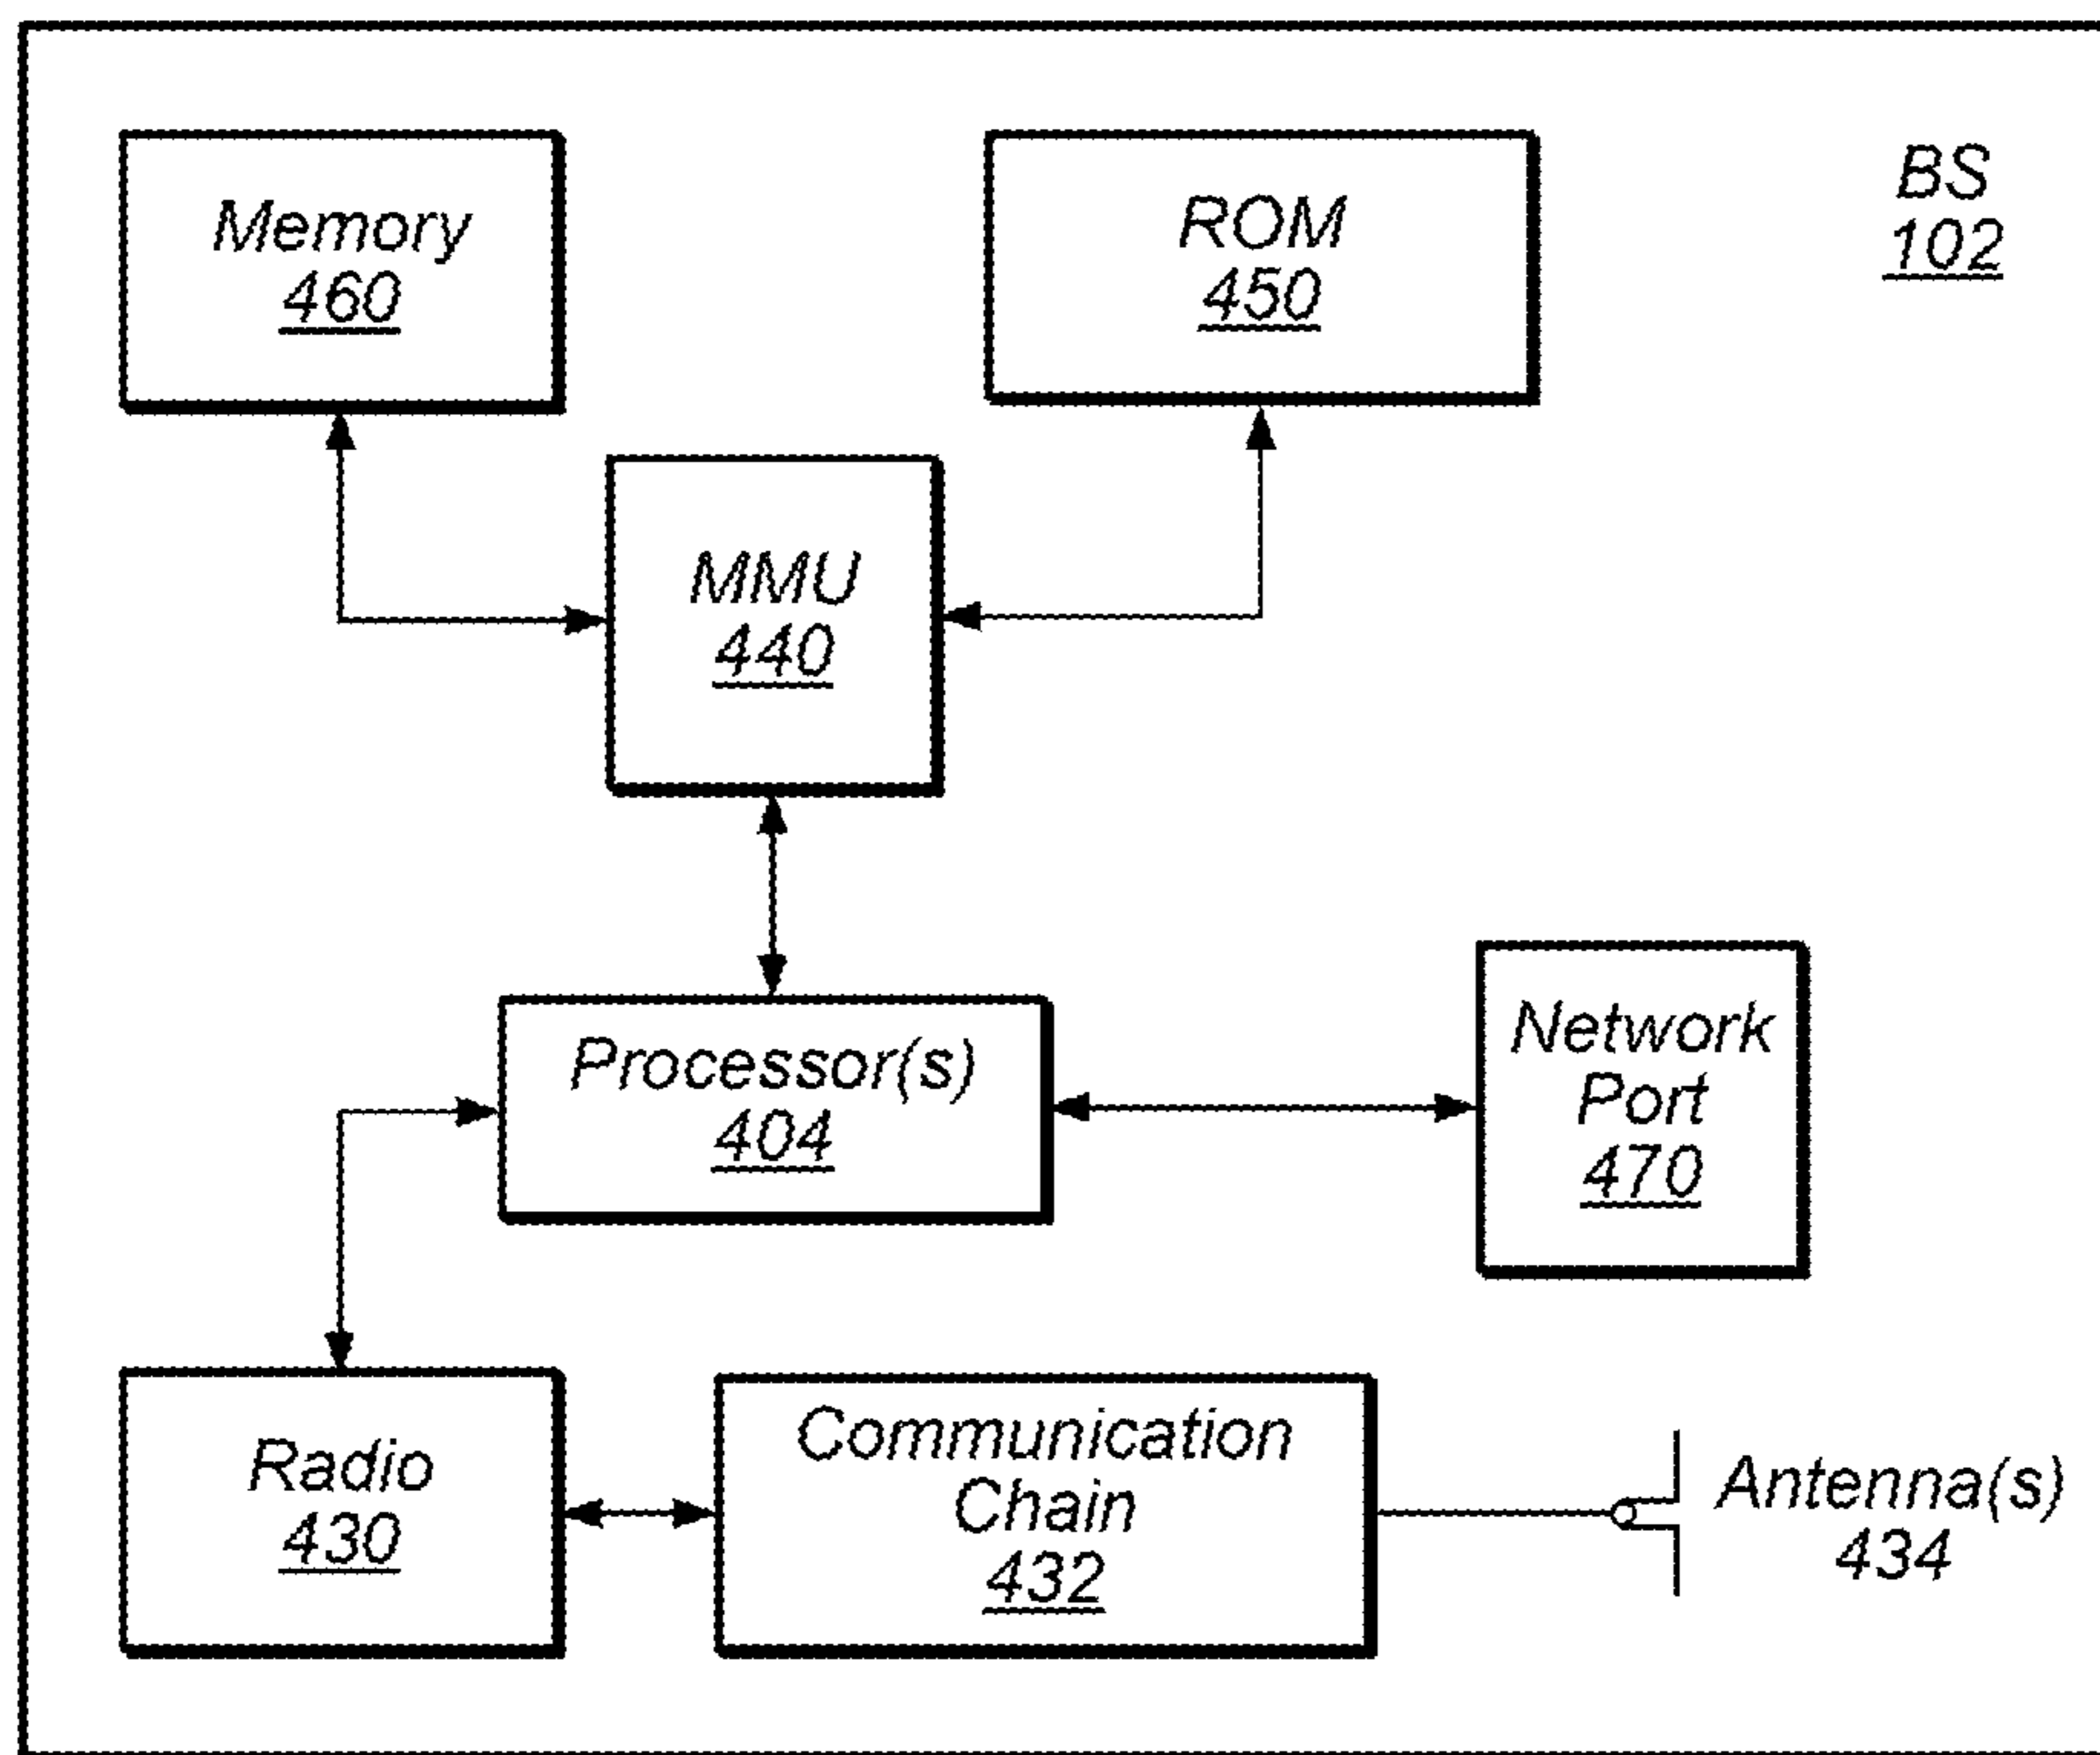 Memory
460
ROM
450
BS
102
MMU
440
Processor(s)
404
Network
Port
470
Radio
430
Communication
Chain
432
Antenna(s)
434